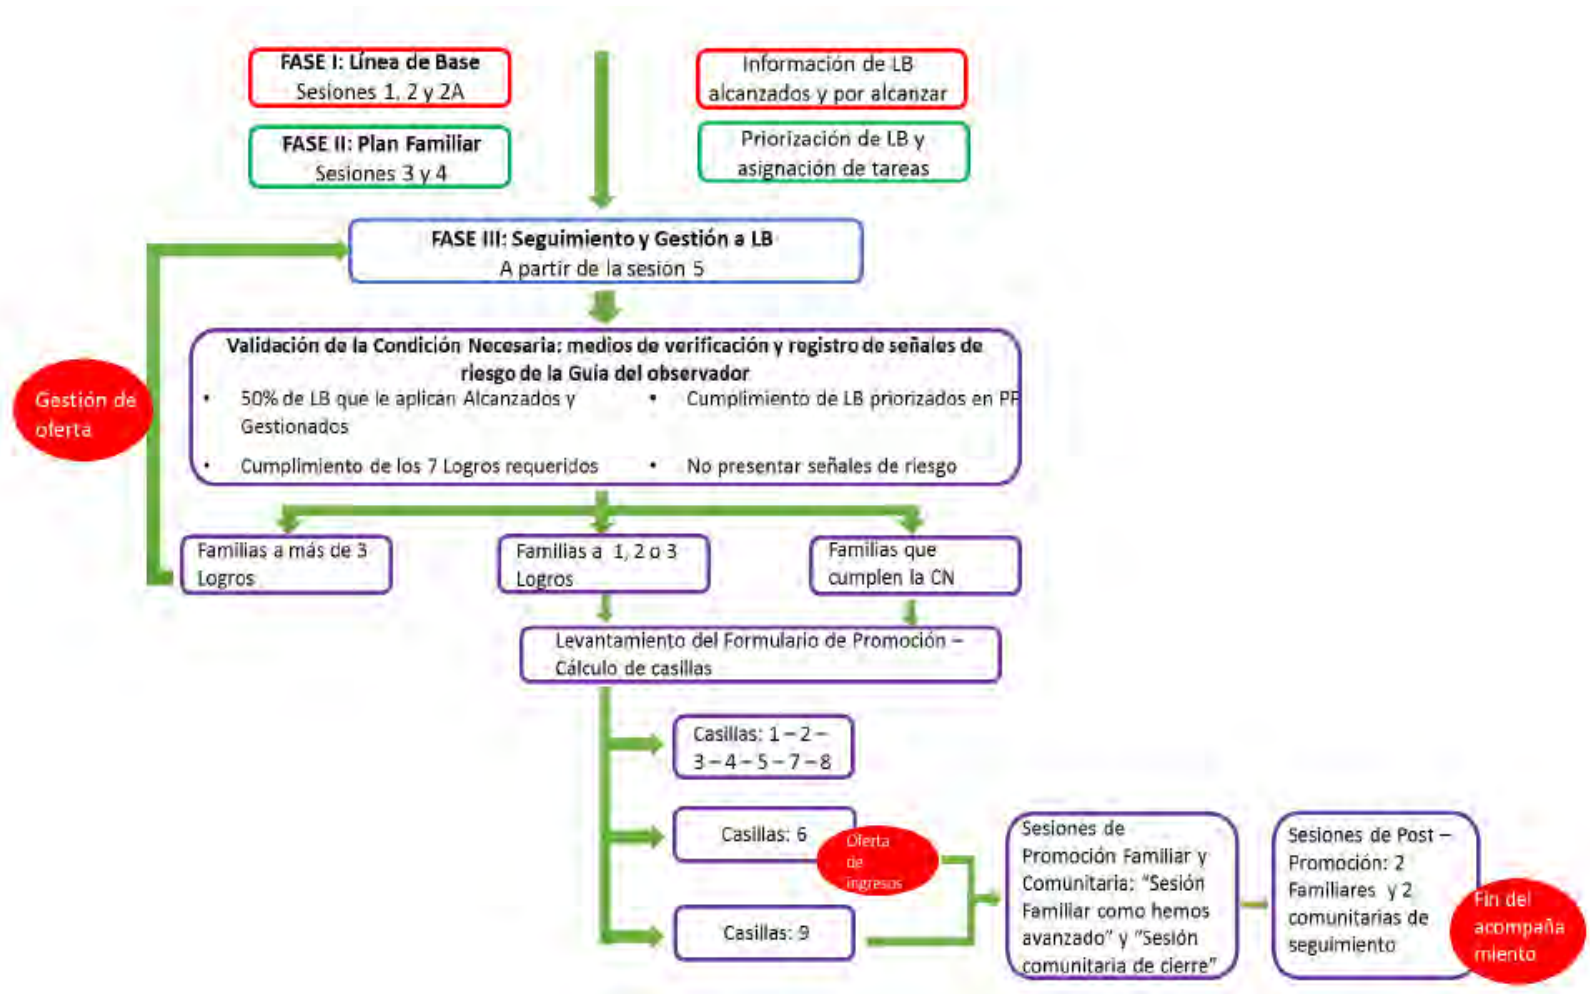 FASE I: Línea de Base
Sesiones 1, 2 y 2A
Información de LB
alcanzados y por alcanzar
FASE II: Plan Familiar
Sesiones 3 y 4
Priorización de LB y
asignación de tareas
FASE III: Seguimiento y Gestión a LB
A partir de la sesión 5
Validación de la Condición Necesaria: medios de verificación y registro de señales de
riesgo de la Guía del observador
• 50% de LB que le aplican Alcanzados y
Gestionados
• Cumplimiento de LB priorizados en PF
• Cumplimiento de los 7 Logros requeridos
• No presentar señales de riesgo
Gestión de
oferta
Familias a más de 3
Logros
Familias a 1, 2 o 3
Logros
Familias que
cumplen la CN
Levantamiento del Formulario de Promoción –
Cálculo de casillas
Casillas: 1 – 2 –
3 – 4 – 5 – 7 – 8
Casillas: 6
Oferta
de
ingresos
Casillas: 9
Sesiones de
Promoción Familiar y
Comunitaria: "Sesión
Familiar como hemos
avanzado" y "Sesión
comunitaria de cierre"
Sesiones de Post –
Promoción: 2
Familiares y 2
comunitarias de
seguimiento
Fin del
acompaña
miento